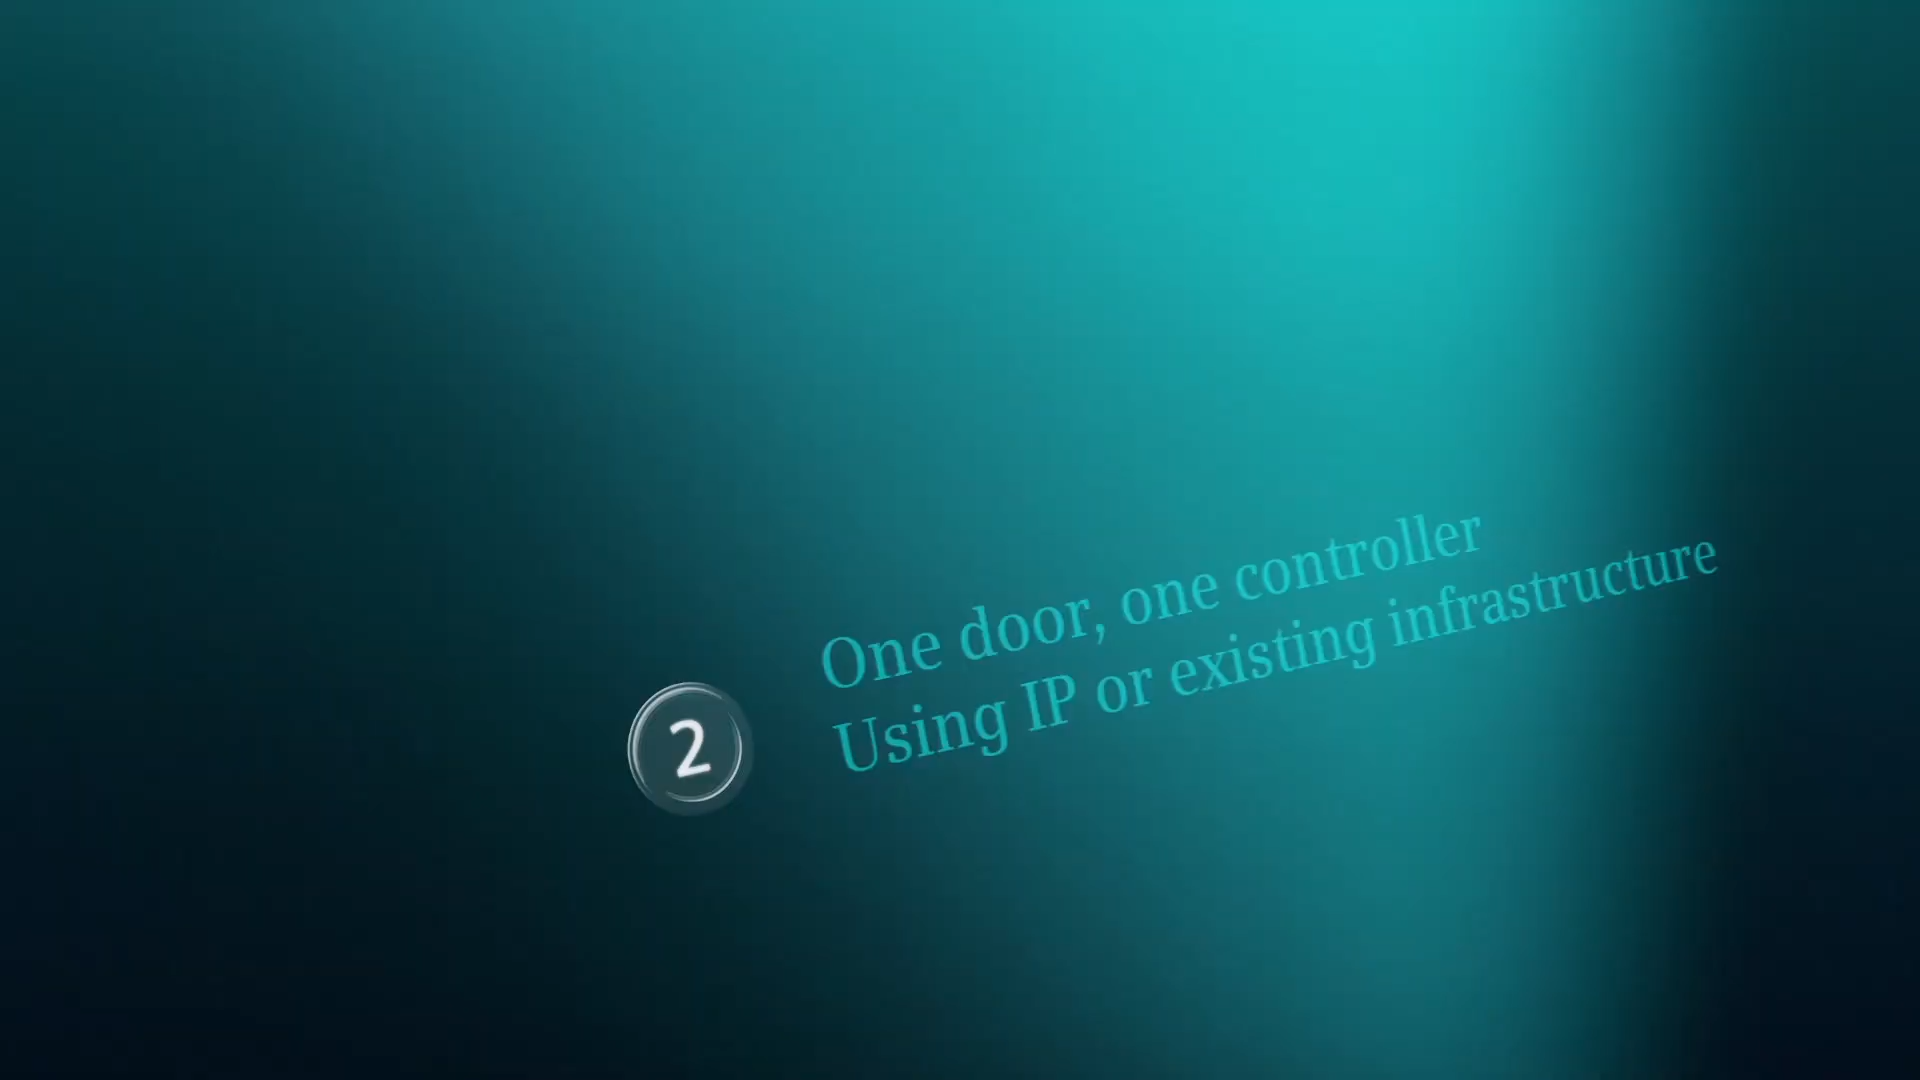 2
One door, one controller
Using IP or existing infrastructure